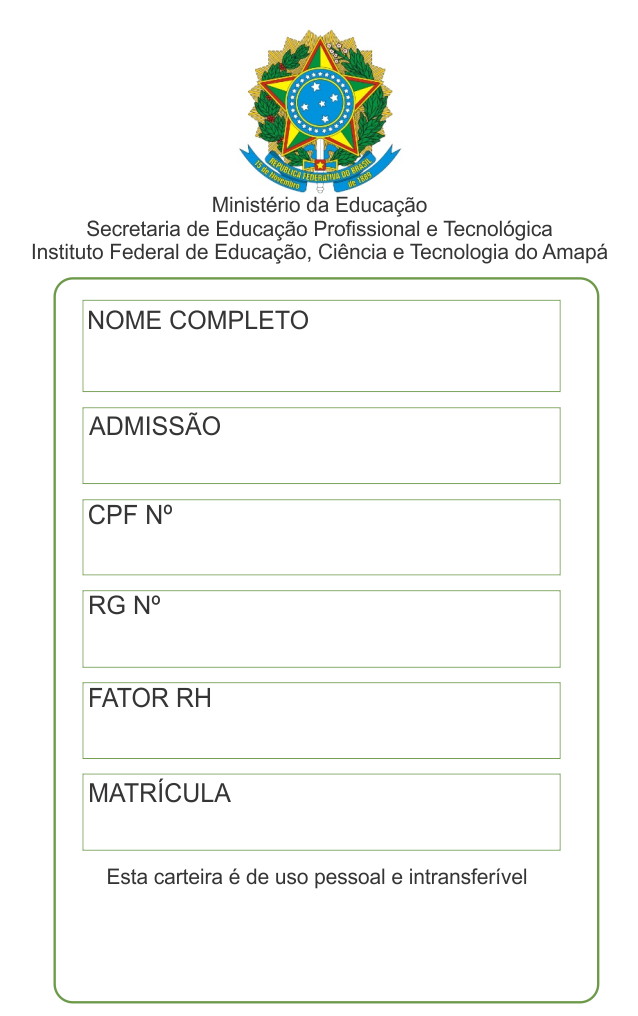 REPÚBLICA FEDERATIVA DO BRASIL
15 de Novembro de 1889
Ministério da Educação
Secretaria de Educação Profissional e Tecnológica
Instituto Federal de Educação, Ciência e Tecnologia do Amapá
NOME COMPLETO
ADMISSÃO
CPF Nº
RG Nº
FATOR RH
MATRÍCULA
Esta carteira é de uso pessoal e intransferível